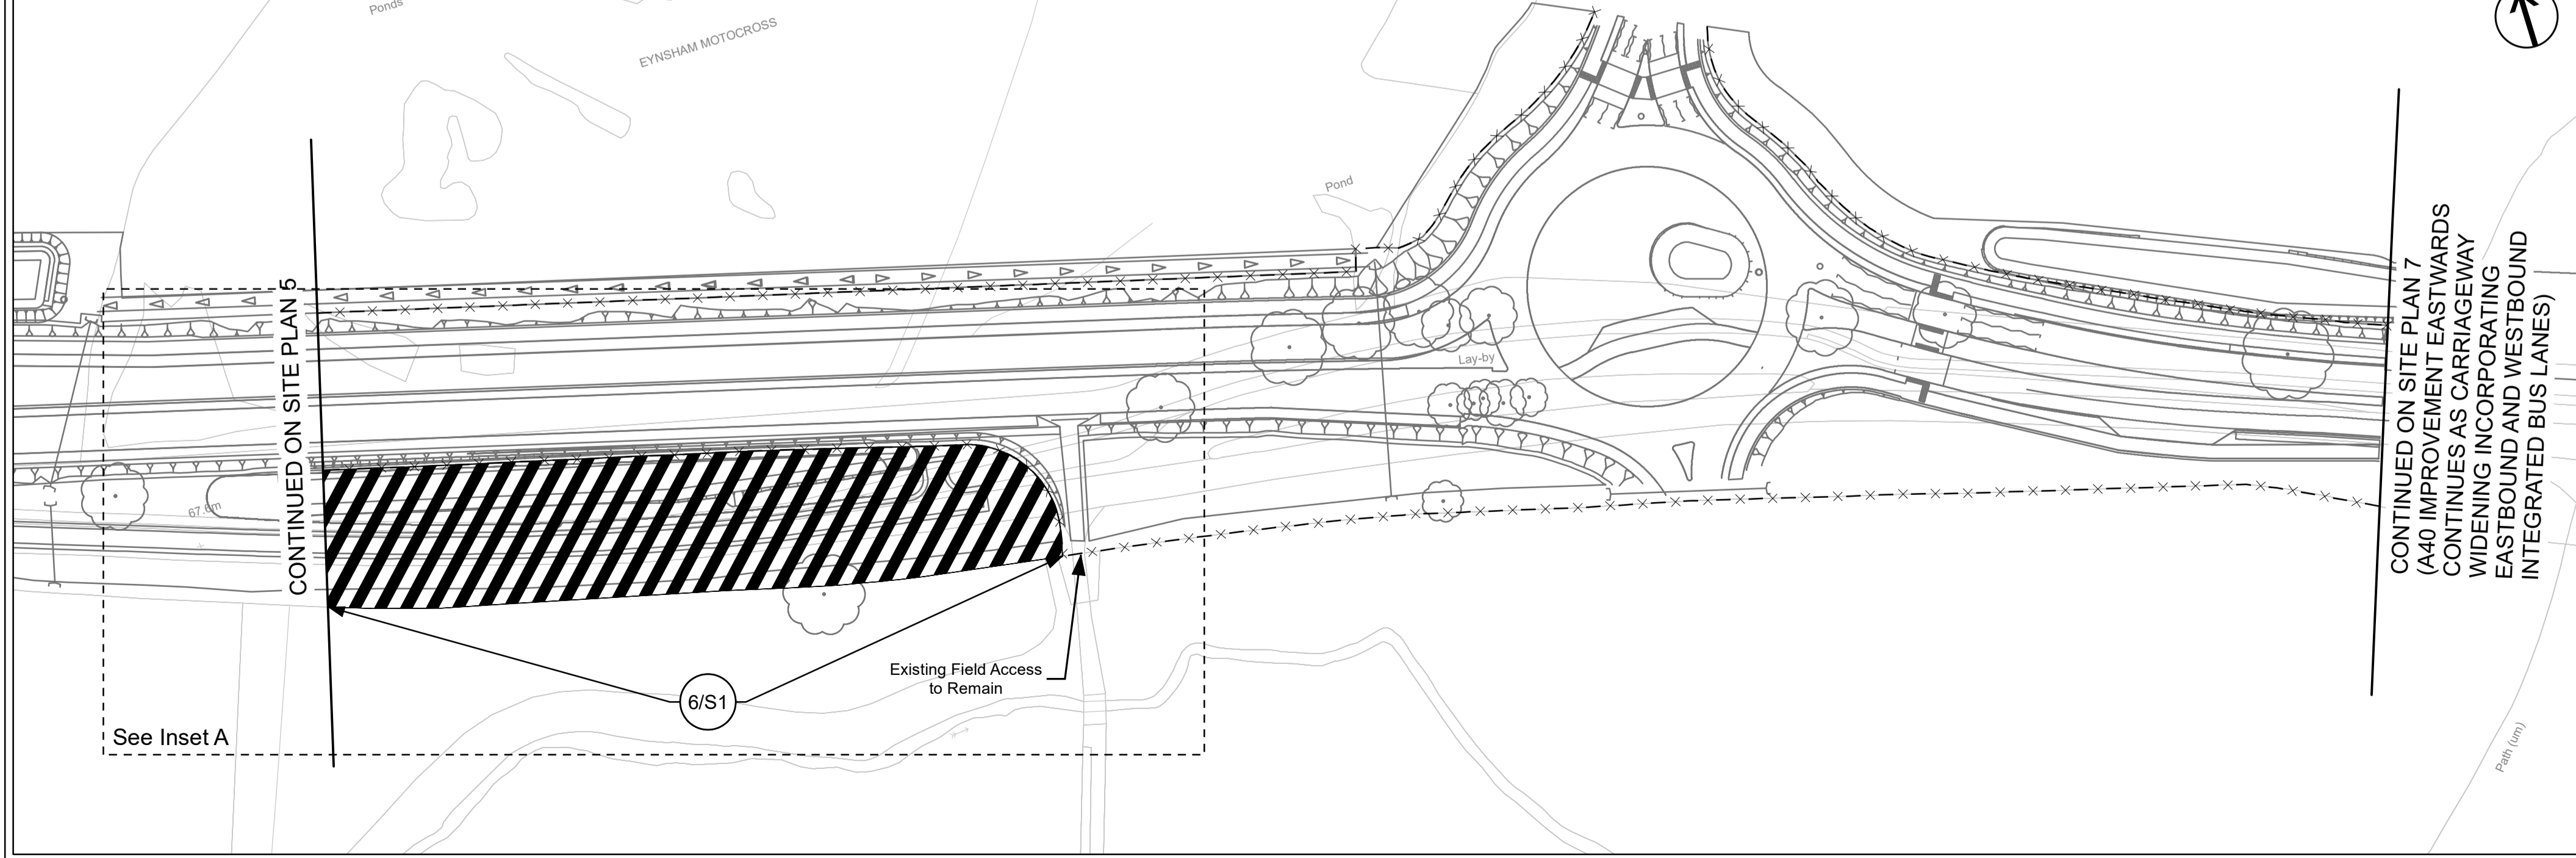 Ponds
EYNSHAM MOTOCROSS
Pond
Lay-by
67.6m
CONTINUED ON SITE PLAN 5
6/S1
Existing Field Access
to Remain
See Inset A
CONTINUED ON SITE PLAN 7
(A40 IMPROVEMENT EASTWARDS
CONTINUES AS CARRIAGEWAY
WIDENING INCORPORATING
EASTBOUND AND WESTBOUND
INTEGRATED BUS LANES)
Path (um)